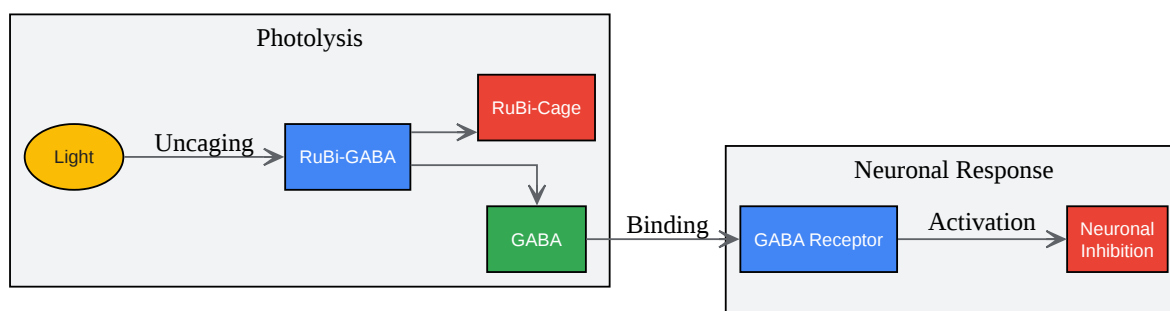 Photolysis
Light
Uncaging
RuBi-GABA
RuBi-Cage
GABA
Binding
Neuronal Response
GABA Receptor
Activation
Neuronal
Inhibition